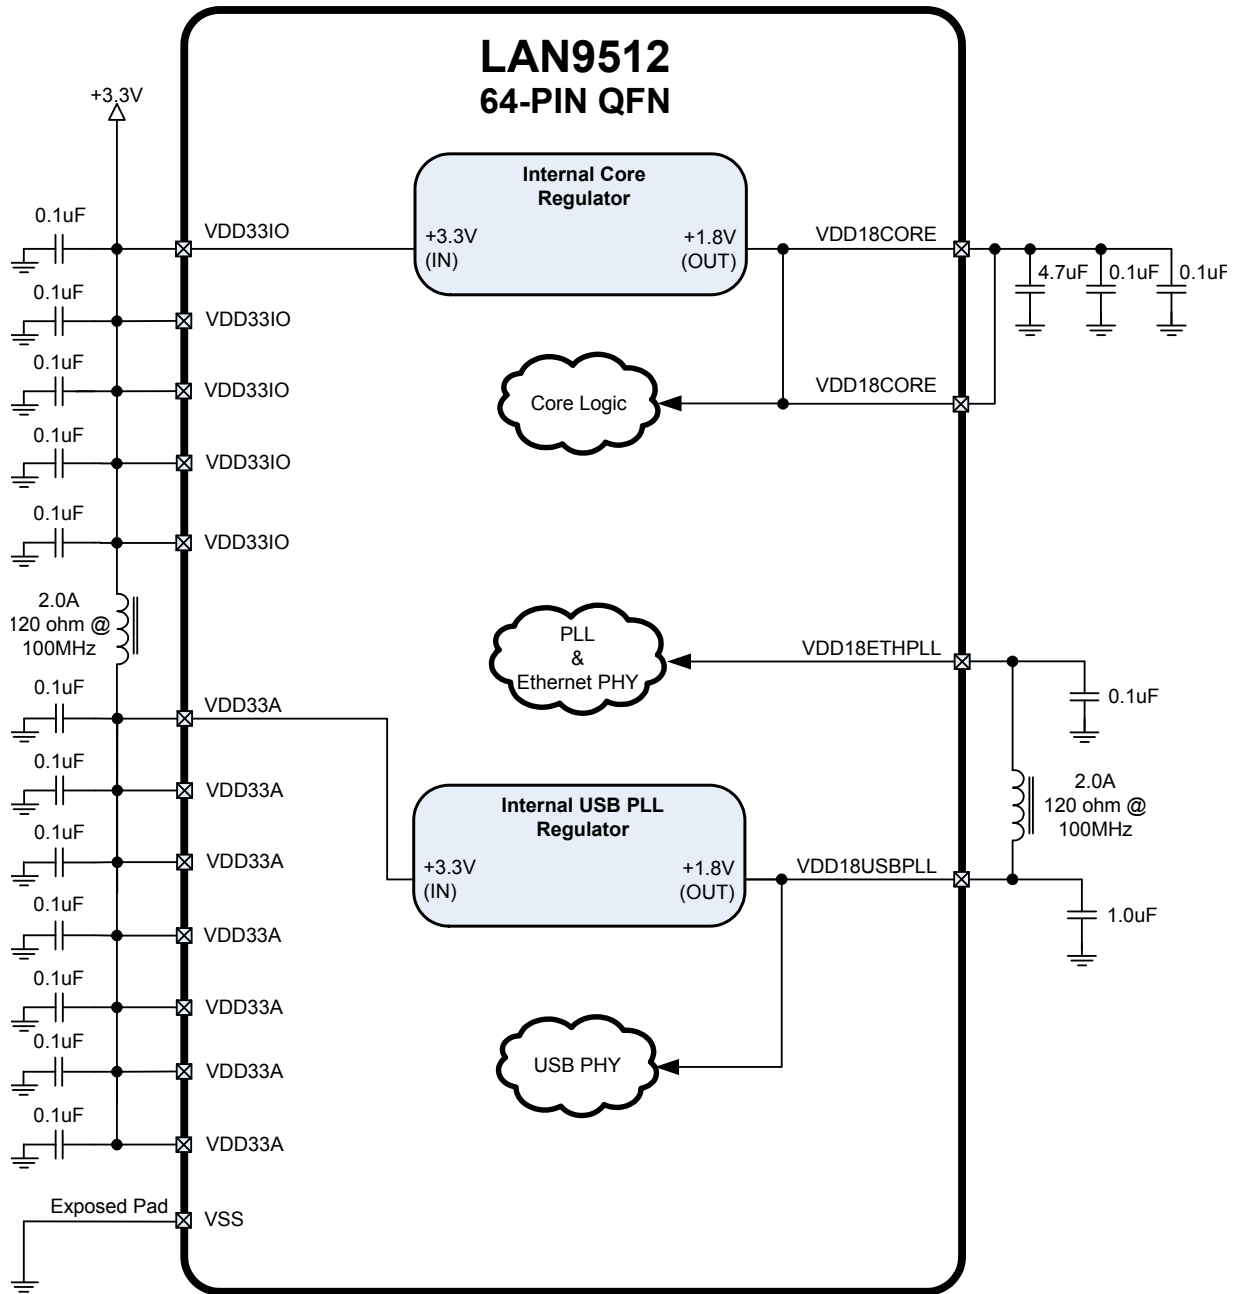 LAN9512
64-PIN QFN
+3.3V
Internal Core
Regulator
0.1uF
VDD33IO
+3.3V
(IN)
+1.8V
(OUT)
VDD18CORE
4.7uF
0.1uF
0.1uF
0.1uF
VDD33IO
0.1uF
VDD33IO
Core Logic
VDD18CORE
0.1uF
VDD33IO
0.1uF
VDD33IO
2.0A
120 ohm @
100MHz
PLL
&
Ethernet PHY
VDD18ETHPLL
0.1uF
0.1uF
VDD33A
0.1uF
VDD33A
Internal USB PLL
Regulator
2.0A
120 ohm @
100MHz
0.1uF
VDD33A
+3.3V
(IN)
+1.8V
(OUT)
VDD18USBPLL
1.0uF
0.1uF
VDD33A
0.1uF
VDD33A
0.1uF
VDD33A
USB PHY
0.1uF
VDD33A
Exposed Pad
VSS